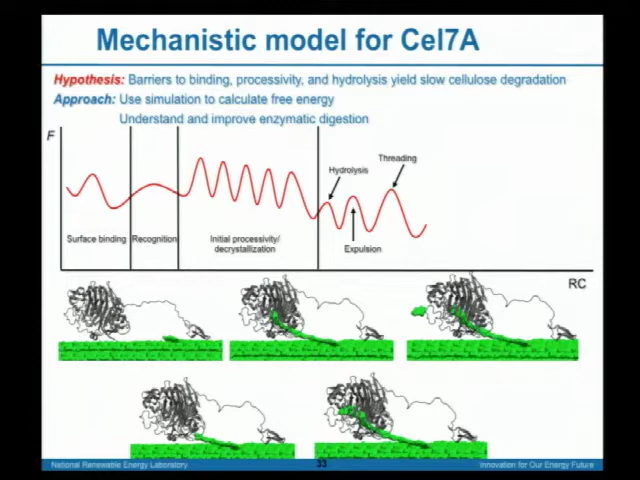 Mechanistic model for Cel7A
Hypothesis: Barriers to binding, processivity, and hydrolysis yield slow cellulose degradation
Approach: Use simulation to calculate free energy
Understand and improve enzymatic digestion
F
Threading
Hydrolysis
Surface binding
Recognition
Initial processivity/
decrystallization
Expulsion
RC
National Renewable Energy Laboratory
33
Innovation for Our Energy Future